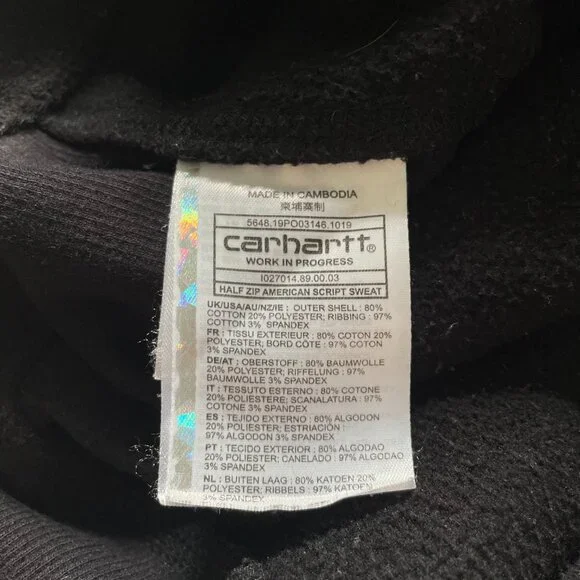 MADE IN CAMBODIA
柬埔寨制
5648.19PO03146.1019
carhartt®
WORK IN PROGRESS
I027014.89.00.03
HALF ZIP AMERICAN SCRIPT SWEAT
UK/USA/AU/NZ/IE : OUTER SHELL : 80%
COTTON 20% POLYESTER; RIBBING : 97%
COTTON 3% SPANDEX
FR : TISSU EXTERIEUR : 80% COTON 20%
POLYESTER; BORD CÔTE : 97% COTON
3% SPANDEX
DE/AT : OBERSTOFF : 80% BAUMWOLLE
20% POLYESTER; RIFFELUNG : 97%
BAUMWOLLE 3% SPANDEX
IT : TESSUTO ESTERNO : 80% COTONE
20% POLIESTERE; SCANALATURA : 97%
COTONE 3% SPANDEX
ES : TEJIDO EXTERNO : 80% ALGODON
20% POLIESTER; ESTRIACIÓN :
97% ALGODON 3% SPANDEX
PT : TECIDO EXTERIOR : 80% ALGODAO
20% POLIESTER; CANELADO : 97% ALGODAO
3% SPANDEX
NL : BUITEN LAAG : 80% KATOEN 20%
POLYESTER; RIBBELS : 97% KATOEN
3% SPANDEX